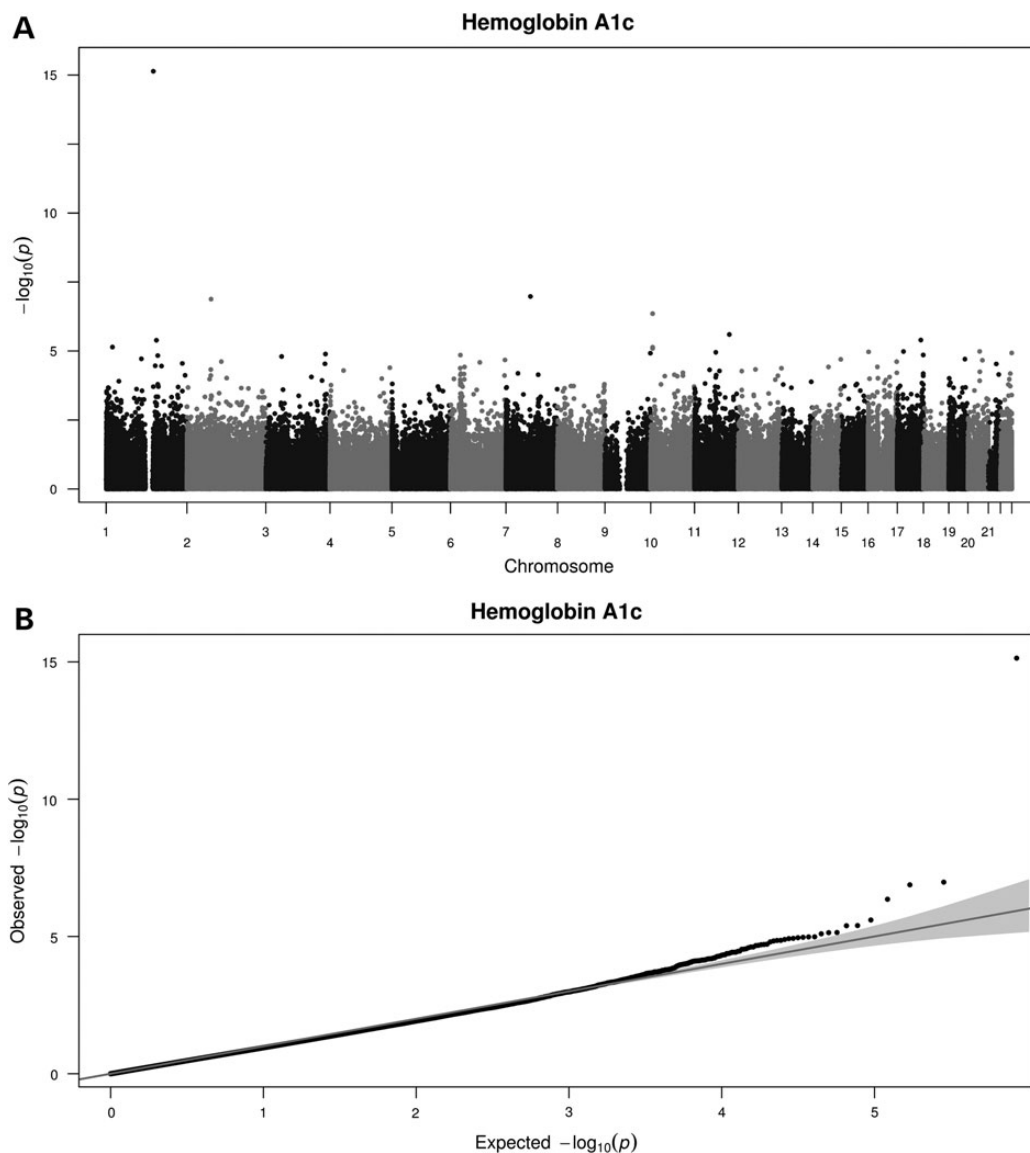 A
Hemoglobin A1c
15
10
5
0
−log₁₀(p)
1 2 3 4 5 6 7 8 9 10 11 12 13 14 15 16 17 18 19 20 21
Chromosome
B
Hemoglobin A1c
15
10
5
0
Observed −log₁₀(p)
0 1 2 3 4 5
Expected −log₁₀(p)